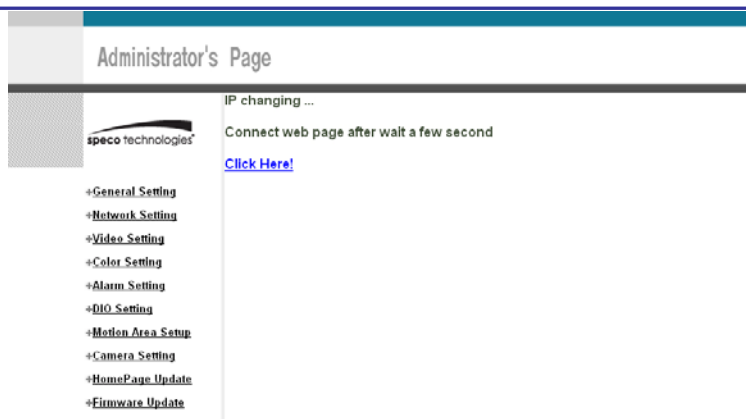 Administrator's Page
IP changing ...
Connect web page after wait a few second
Click Here!
speco technologies®
+General Setting
+Network Setting
+Video Setting
+Color Setting
+Alarm Setting
+DIO Setting
+Motion Area Setup
+Camera Setting
+HomePage Update
+Firmware Update